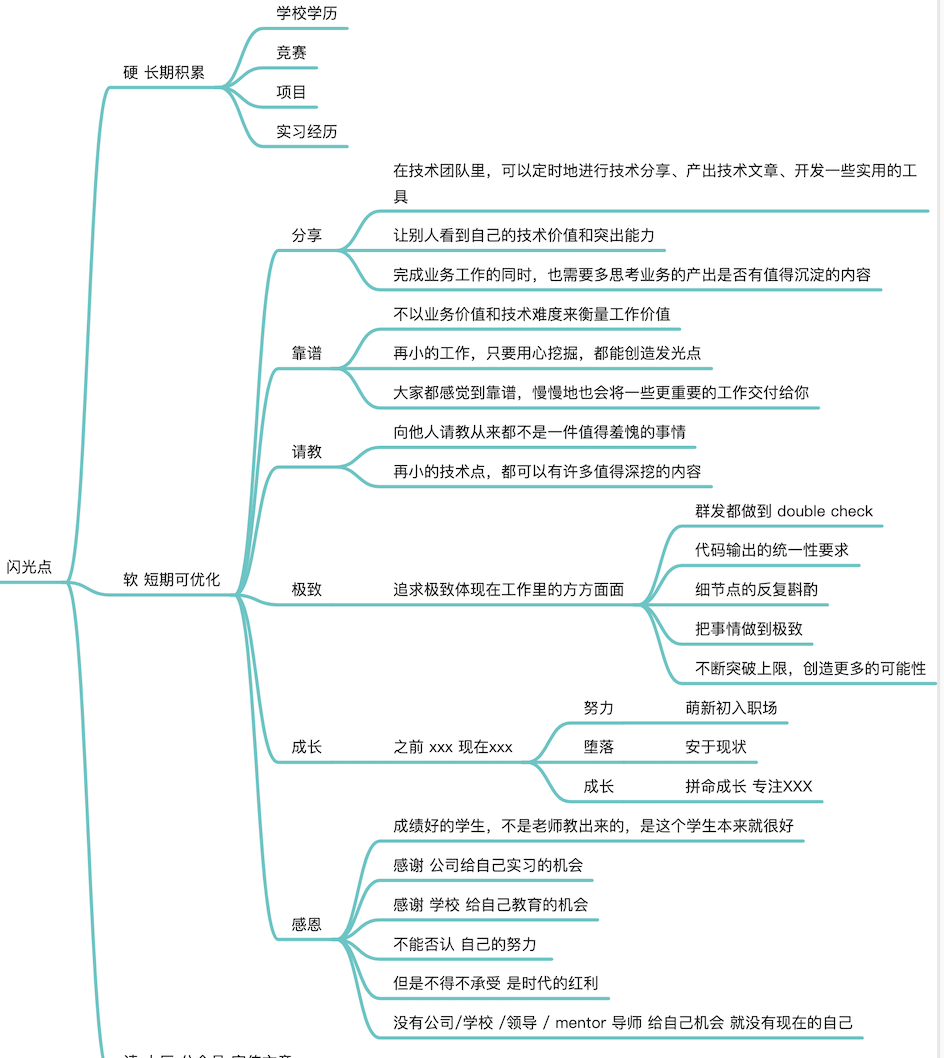 学校学历
硬 长期积累
竞赛
项目
实习经历
在技术团队里，可以定时地进行技术分享、产出技术文章、开发一些实用的工
具
分享
让别人看到自己的技术价值和突出能力
完成业务工作的同时，也需要多思考业务的产出是否有值得沉淀的内容
不以业务价值和技术难度来衡量工作价值
靠谱
再小的工作，只要用心挖掘，都能创造发光点
大家都感觉到靠谱，慢慢地也会将一些更重要的工作交付给你
向他人请教从来都不是一件值得羞愧的事情
请教
再小的技术点，都可以有许多值得深挖的内容
闪光点
软 短期可优化
极致
追求极致体现在工作里的方方面面
群发都做到 double check
代码输出的统一性要求
细节点的反复斟酌
把事情做到极致
不断突破上限，创造更多的可能性
成长
之前 xxx 现在xxx
努力 萌新初入职场
堕落 安于现状
成长 拼命成长 专注XXX
成绩好的学生，不是老师教出来的，是这个学生本来就很好
感谢 公司给自己实习的机会
感谢 学校 给自己教育的机会
感恩
不能否认 自己的努力
但是不得不承受 是时代的红利
没有公司/学校 /领导 / mentor 导师 给自己机会 就没有现在的自己